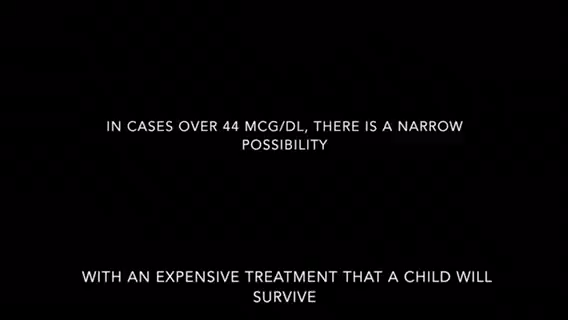 IN CASES OVER 44 MCG/DL, THERE IS A NARROW
POSSIBILITY
WITH AN EXPENSIVE TREATMENT THAT A CHILD WILL
SURVIVE